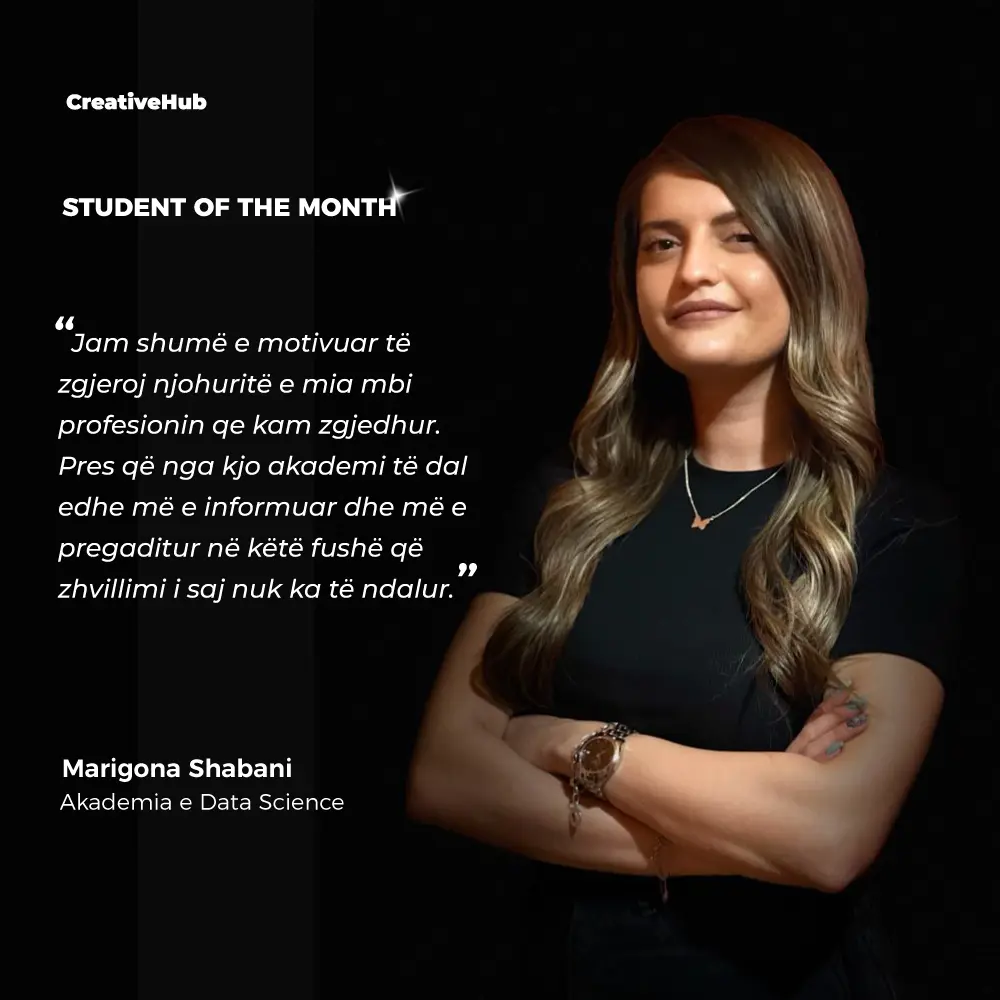 CreativeHub
STUDENT OF THE MONTH
“Jam shumë e motivuar të
zgjeroj njohuritë e mia mbi
profesionin qe kam zgjedhur.
Pres që nga kjo akademi të dal
edhe më e informuar dhe më e
pregaditur në këtë fushë që
zhvillimi i saj nuk ka të ndalur.”
Marigona Shabani
Akademia e Data Science